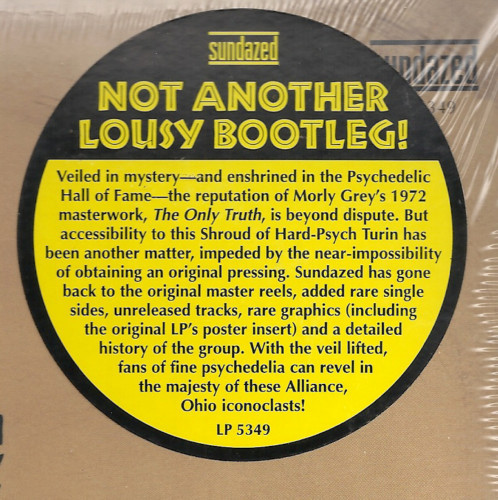 sundazed
NOT ANOTHER
LOUSY BOOTLEG!
Veiled in mystery—and enshrined in the Psychedelic
Hall of Fame—the reputation of Morly Grey's 1972
masterwork, The Only Truth, is beyond dispute. But
accessibility to this Shroud of Hard-Psych Turin has
been another matter, impeded by the near-impossibility
of obtaining an original pressing. Sundazed has gone
back to the original master reels, added rare single
sides, unreleased tracks, rare graphics (including
the original LP's poster insert) and a detailed
history of the group. With the veil lifted,
fans of fine psychedelia can revel in
the majesty of these Alliance,
Ohio iconoclasts!
LP 5349
sundazed
5349